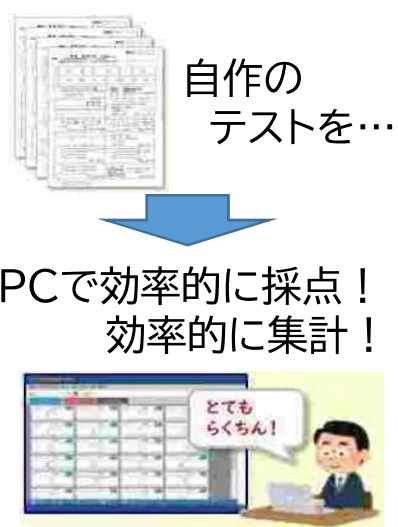 自作の
テストを…
PCで効率的に採点！
効率的に集計！
とても
らくちん！